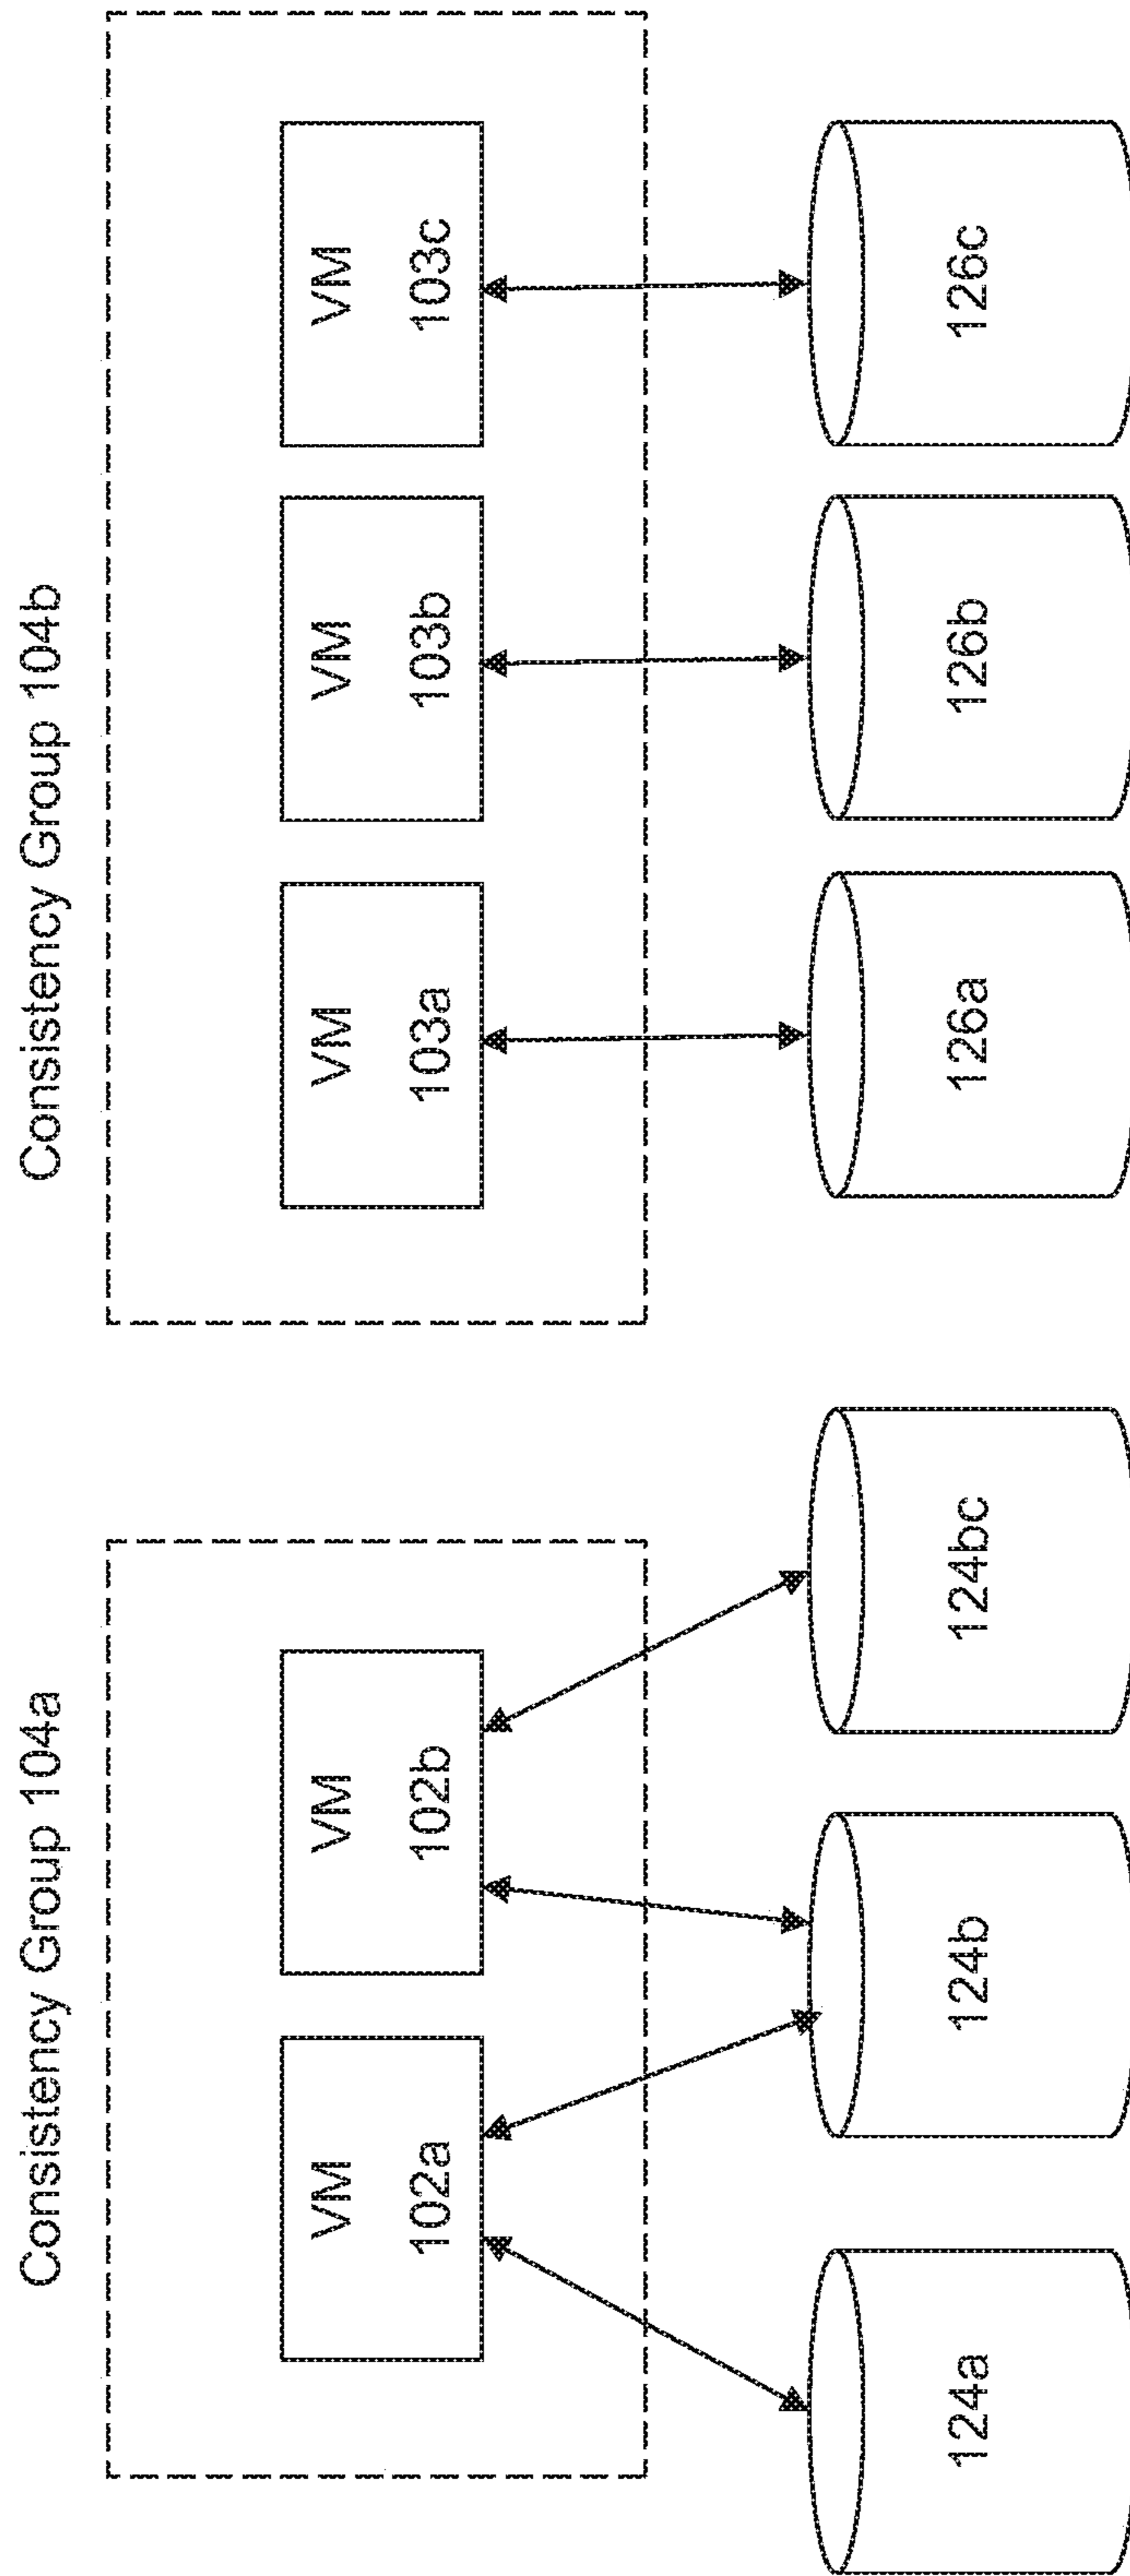 Consistency Group 104a
Consistency Group 104b
VM
102a
VM
102b
VM
103a
VM
103b
VM
103c
124a
124b
124bc
126a
126b
126c